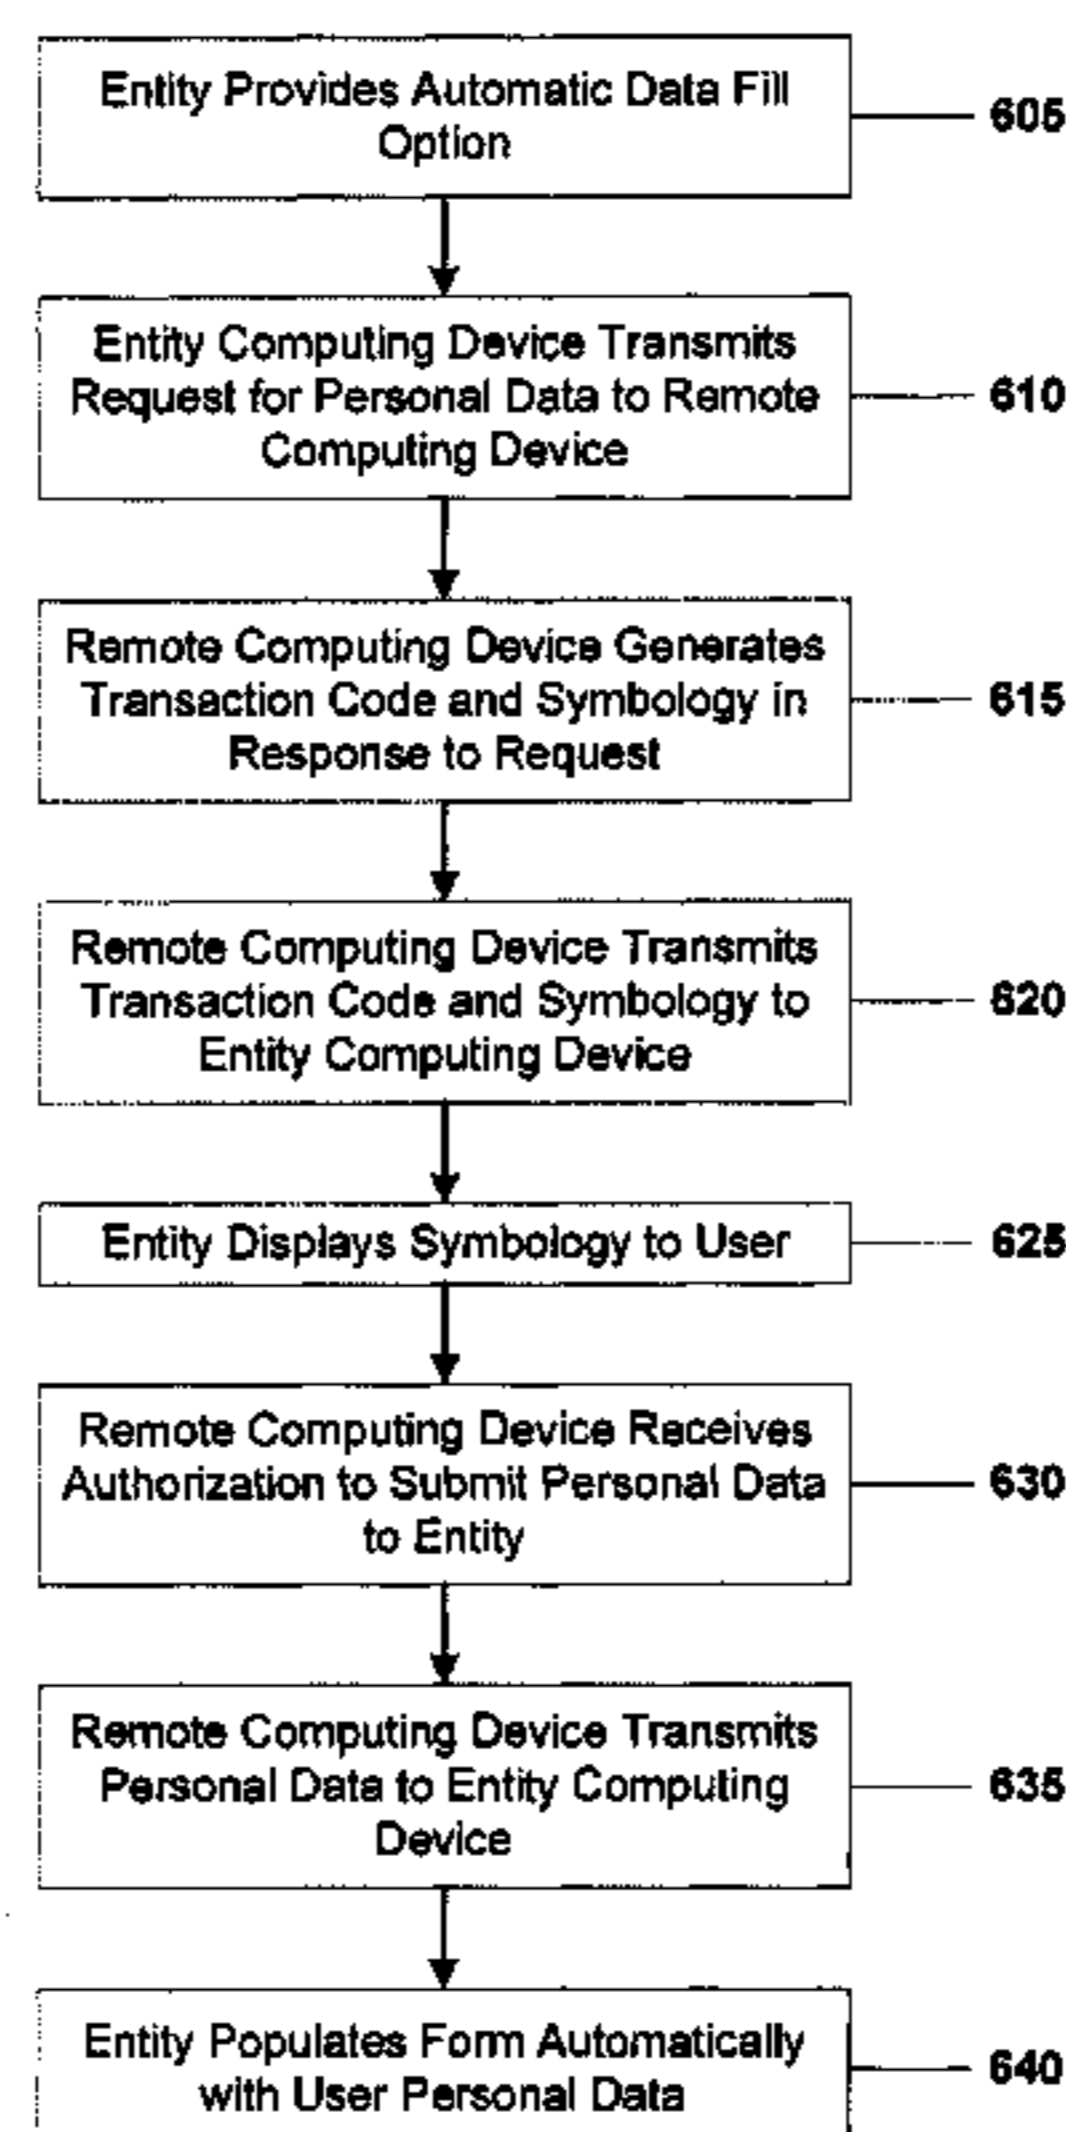 Entity Provides Automatic Data Fill
Option
605
Entity Computing Device Transmits
Request for Personal Data to Remote
Computing Device
610
Remote Computing Device Generates
Transaction Code and Symbology in
Response to Request
615
Remote Computing Device Transmits
Transaction Code and Symbology to
Entity Computing Device
620
Entity Displays Symbology to User
625
Remote Computing Device Receives
Authorization to Submit Personal Data
to Entity
630
Remote Computing Device Transmits
Personal Data to Entity Computing
Device
635
Entity Populates Form Automatically
with User Personal Data
640